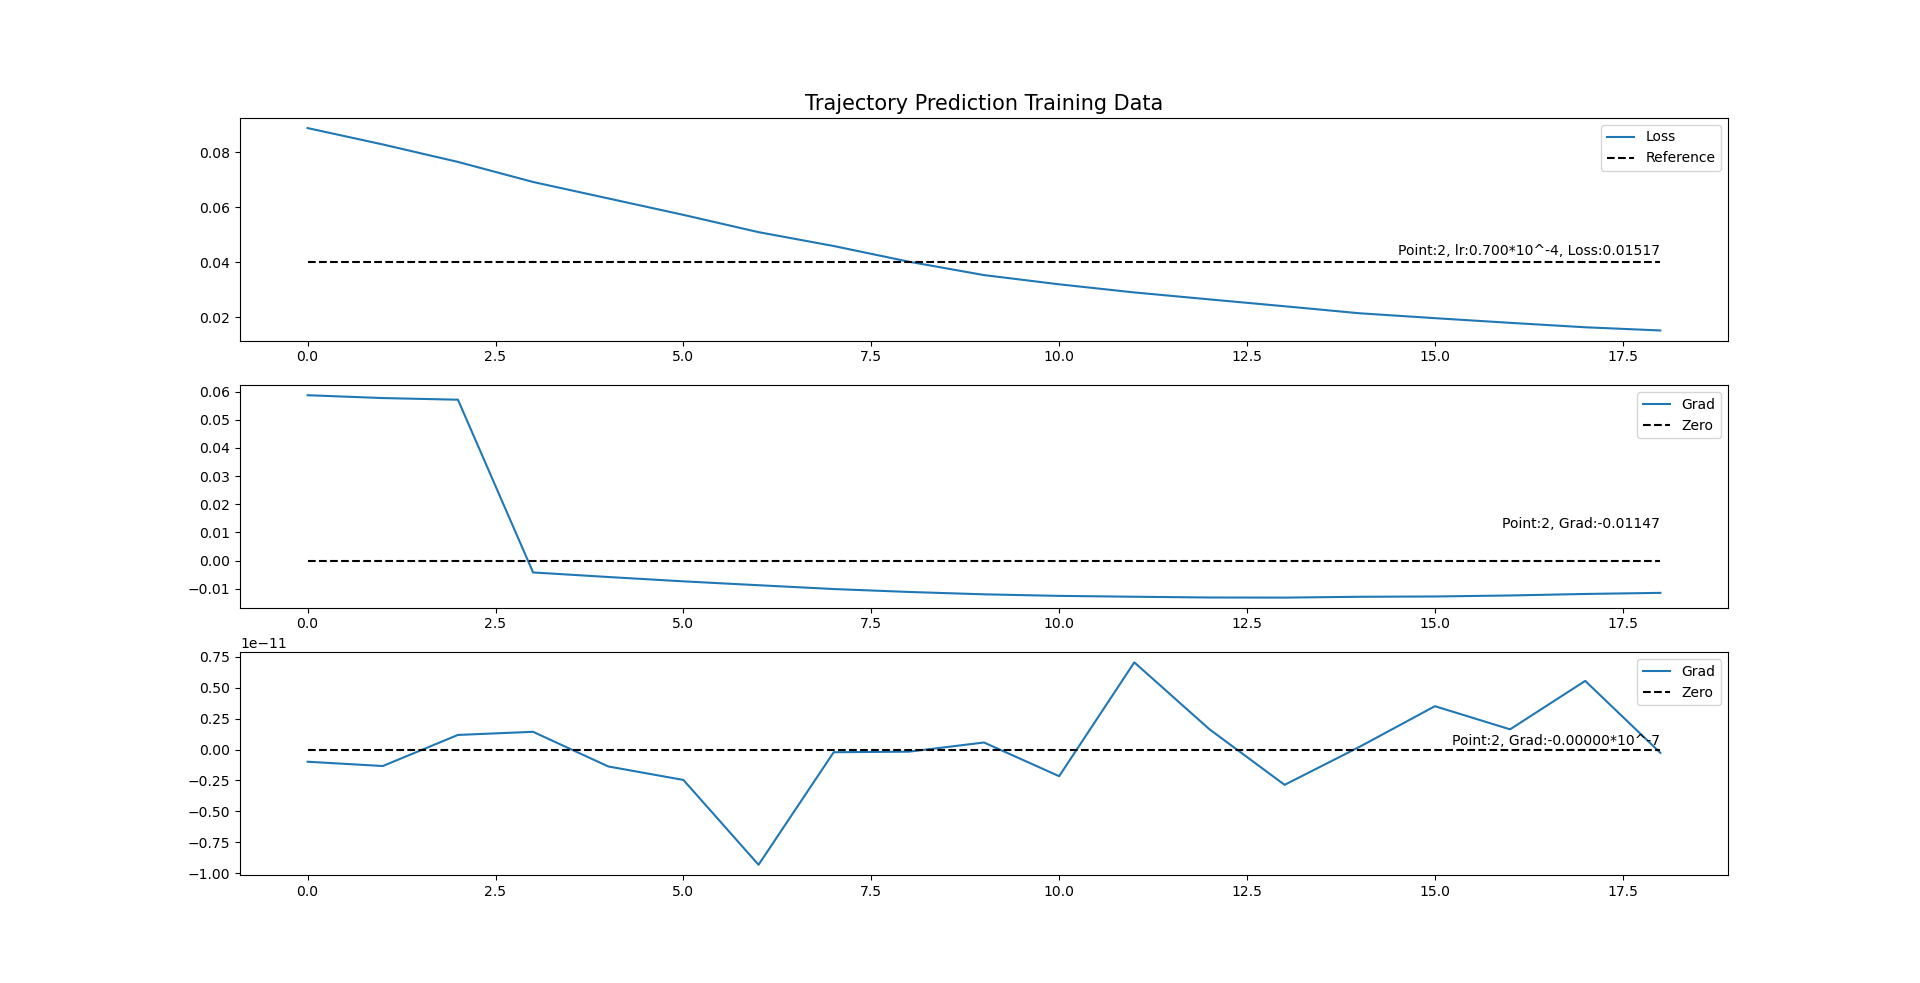 Trajectory Prediction Training Data
Loss
Reference
Point:2, lr:0.700*10^-4, Loss:0.01517
0.08
0.06
0.04
0.02
0.0 2.5 5.0 7.5 10.0 12.5 15.0 17.5
Grad
Zero
Point:2, Grad:-0.01147
0.06
0.05
0.04
0.03
0.02
0.01
0.00
−0.01
0.0 2.5 5.0 7.5 10.0 12.5 15.0 17.5
1e−11
Grad
Zero
Point:2, Grad:-0.00000*10^-7
0.75
0.50
0.25
0.00
−0.25
−0.50
−0.75
−1.00
0.0 2.5 5.0 7.5 10.0 12.5 15.0 17.5